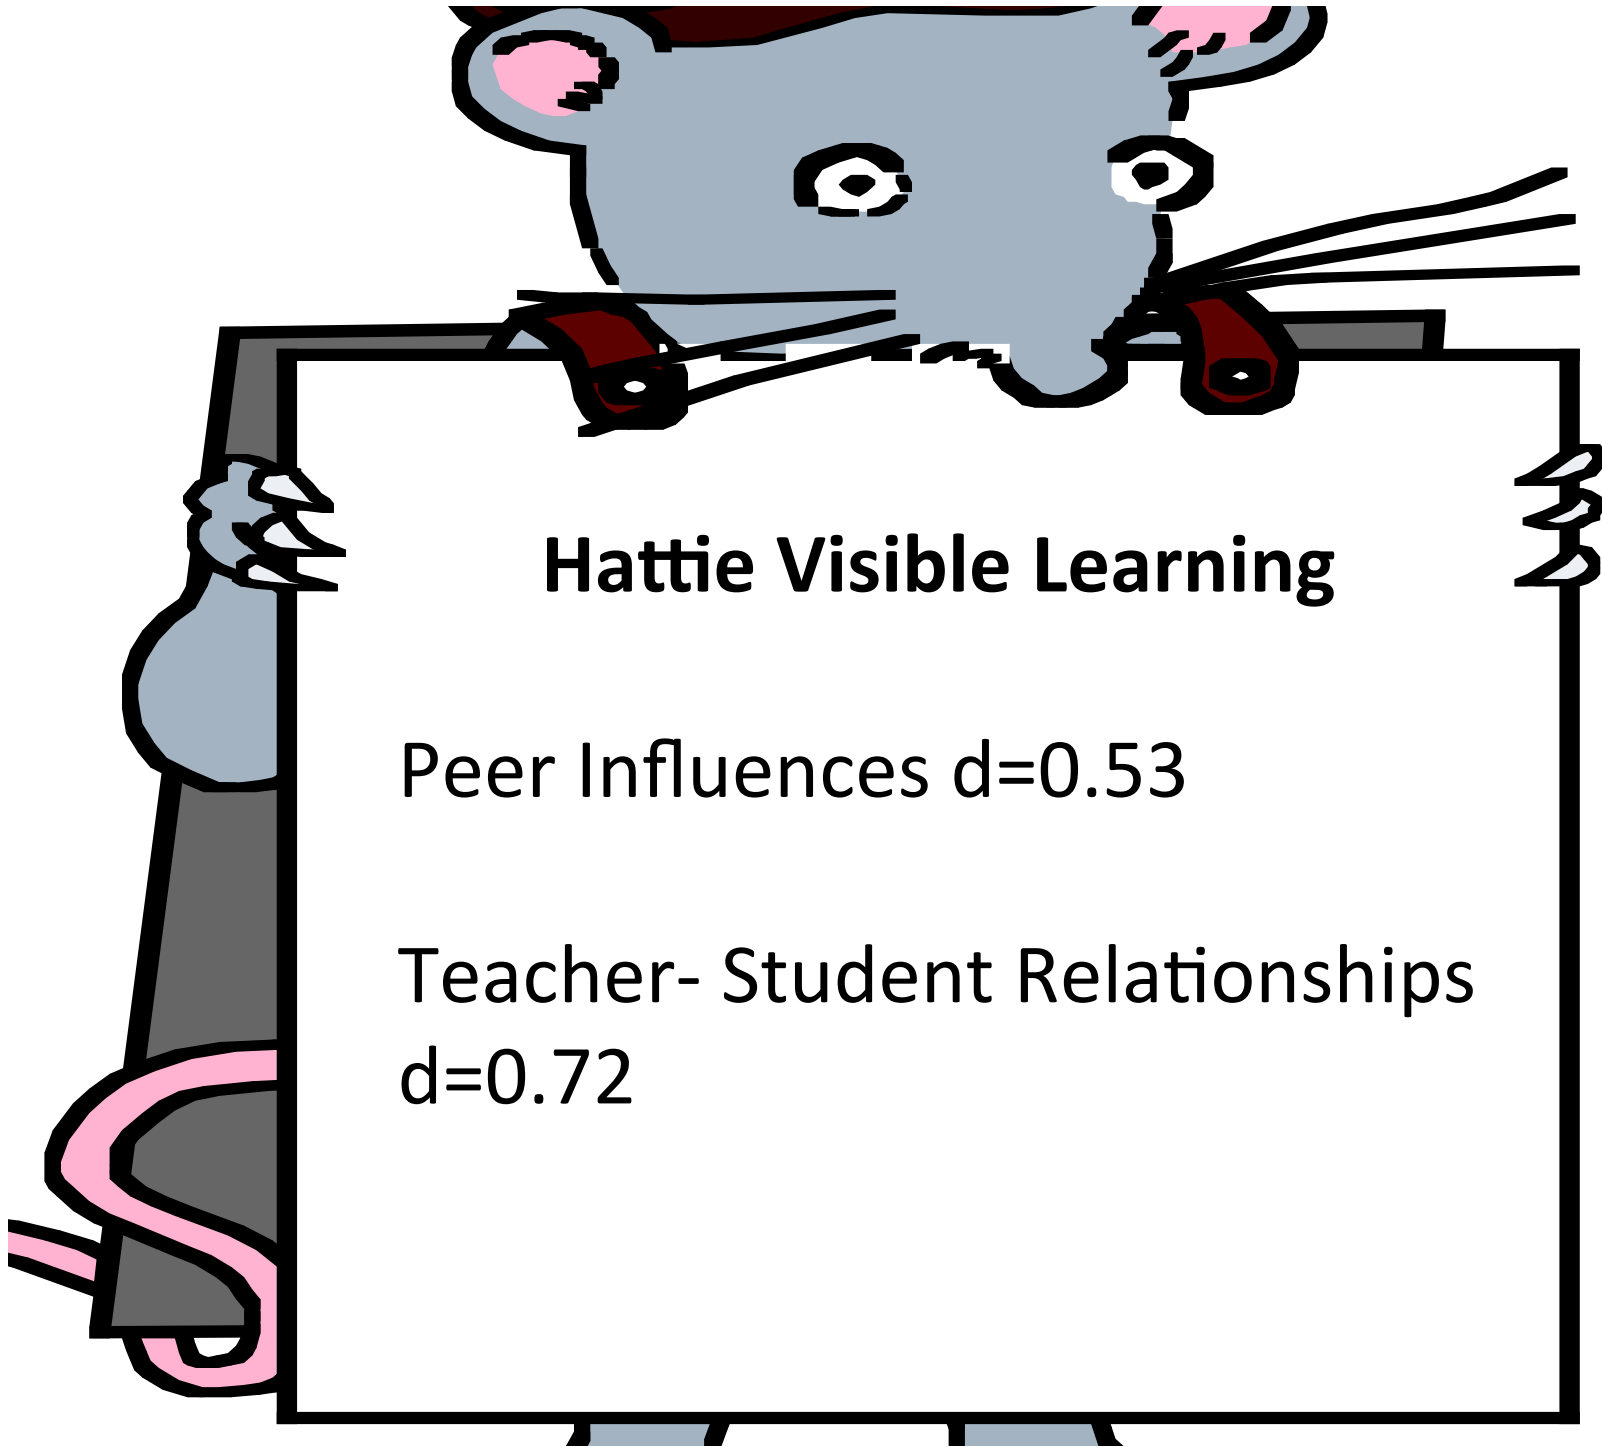 Hattie Visible Learning
Peer Influences d=0.53
Teacher- Student Relationships
d=0.72